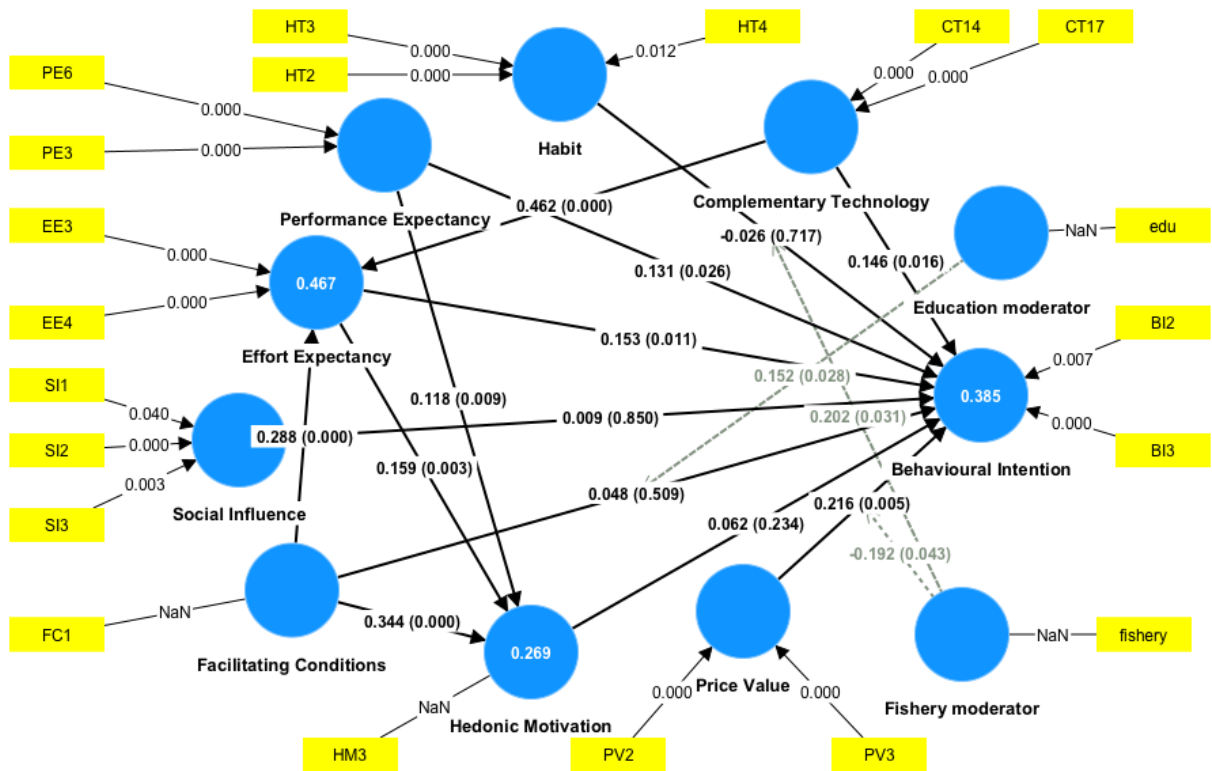 HT3
HT4
CT14
CT17
0.000
0.012
PE6
HT2
0.000
0.000
0.000
0.000
PE3
0.000
Habit
0.462 (0.000)
Complementary Technology
Performance Expectancy
EE3
-0.026 (0.717)
NaN
edu
0.000
0.131 (0.026)
0.146 (0.016)
0.467
0.000
Education moderator
EE4
BI2
0.153 (0.011)
Effort Expectancy
0.007
0.152 (0.028)
SI1
0.385
0.118 (0.009)
0.040
0.009 (0.850)
0.202 (0.031)
0.000
0.288 (0.000)
SI2
0.000
BI3
0.159 (0.003)
Behavioural Intention
0.003
0.048 (0.509)
0.216 (0.005)
Social Influence
SI3
0.062 (0.234)
-0.192 (0.043)
NaN
0.344 (0.000)
FC1
NaN
fishery
0.269
Facilitating Conditions
Price Value
0.000
0.000
NaN
Fishery moderator
Hedonic Motivation
HM3
PV2
PV3